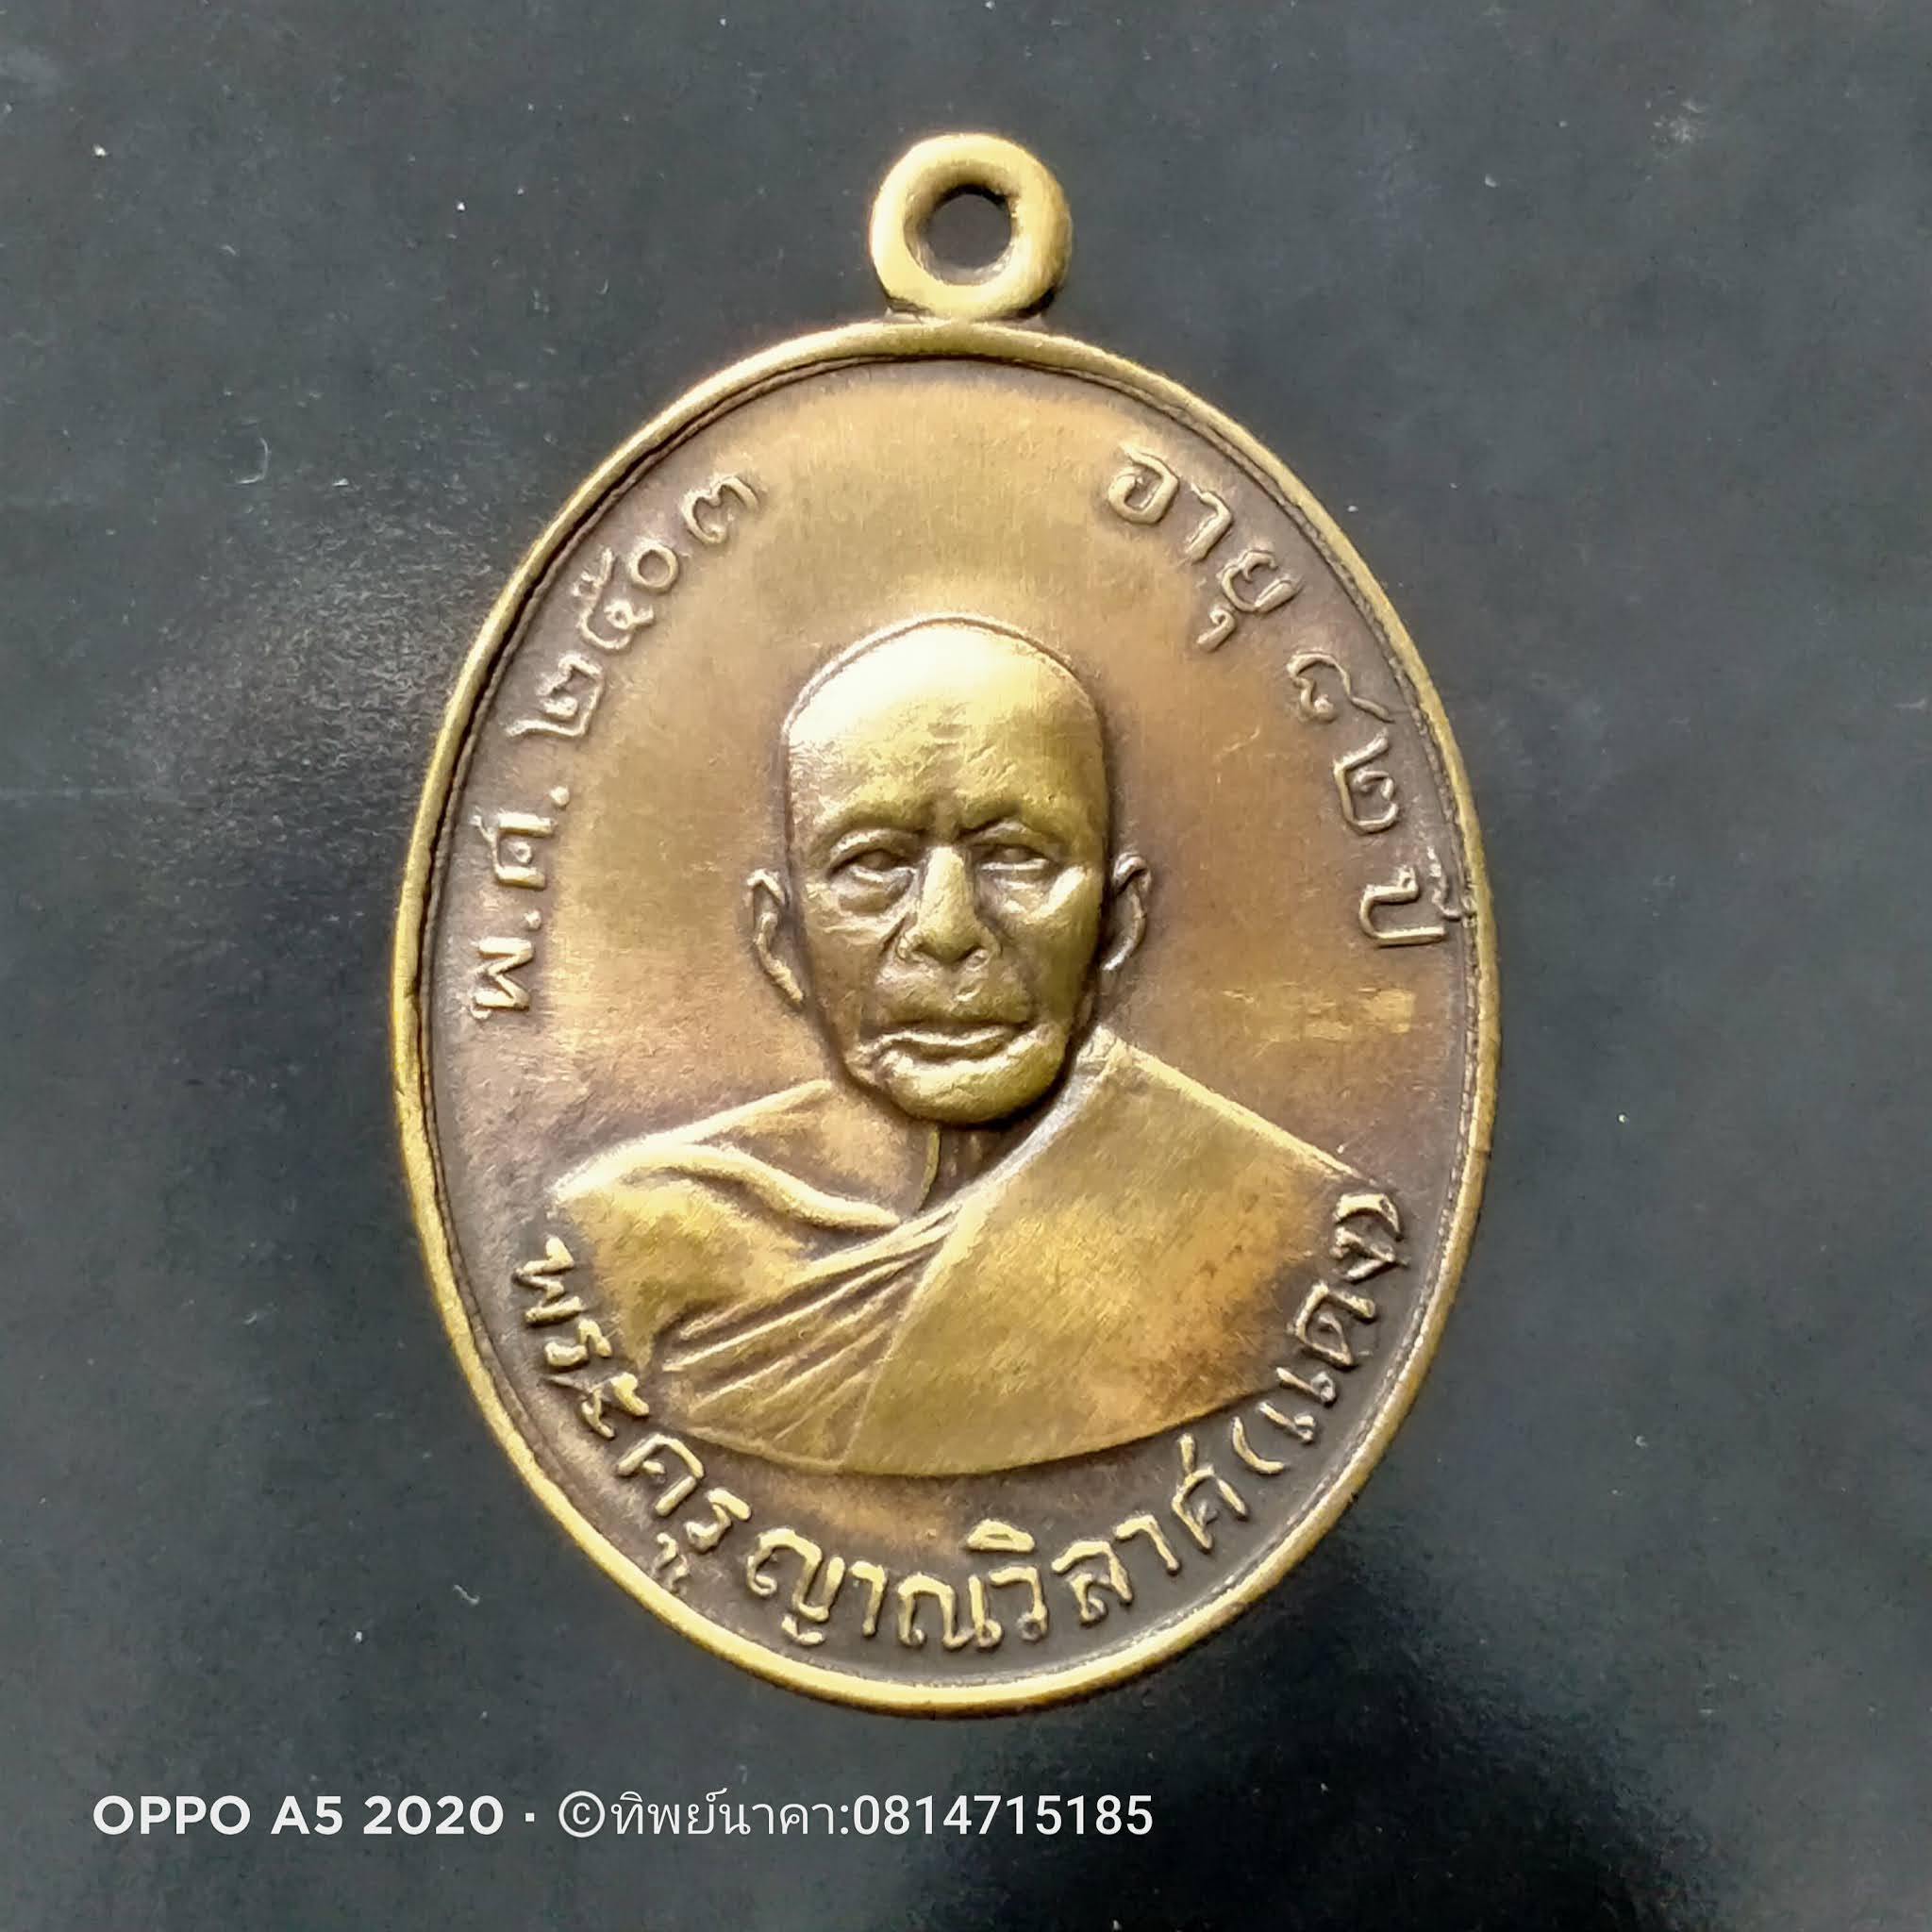 พ.ศ. ๒๕๐๓
อายุ ๘๒ ปี
พระครูญาณวิลาศ(แดง)
OPPO A5 2020 · ©ทิพย์นาคา:0814715185